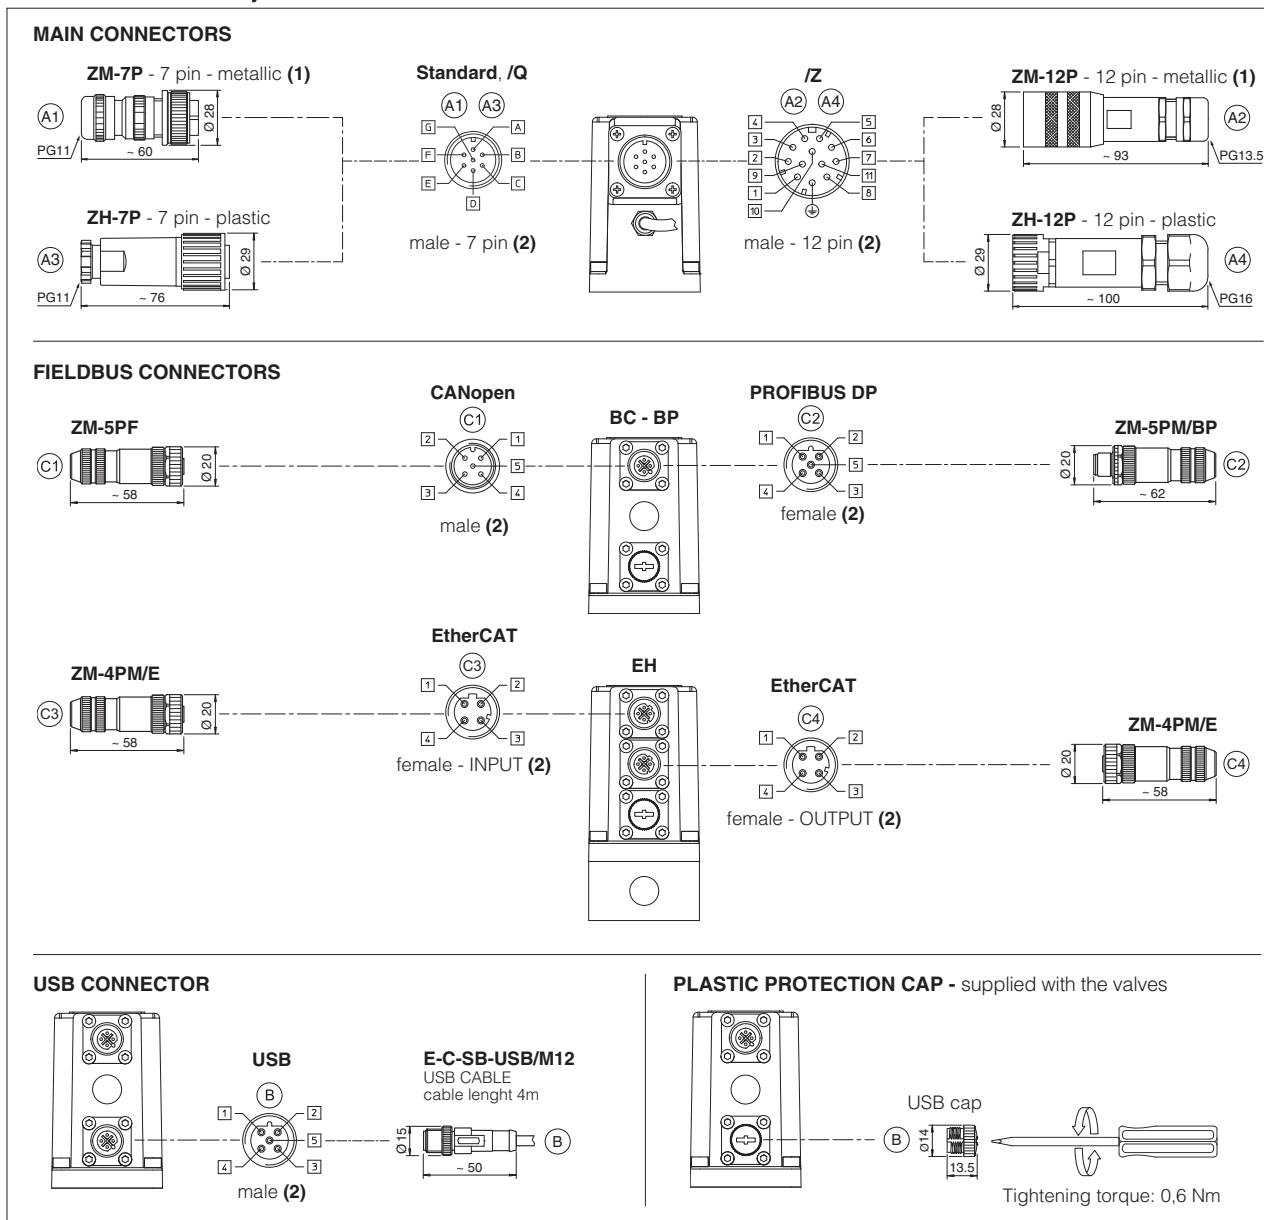 MAIN CONNECTORS
ZM-7P - 7 pin - metallic (1)
A1
PG11
~ 60
Ø 28
ZH-7P - 7 pin - plastic
A3
PG11
~ 76
Ø 29
Standard, /Q
A1 A3
G A
F B
E C
D
male - 7 pin (2)
/Z
A2 A4
4 5
3 6
2 7
9 11
1 8
10
male - 12 pin (2)
ZM-12P - 12 pin - metallic (1)
Ø 28
A2
~ 93
PG13.5
ZH-12P - 12 pin - plastic
Ø 29
A4
~ 100
PG16
FIELDBUS CONNECTORS
ZM-5PF
C1
Ø 20
~ 58
CANopen
C1
2 1
5
3 4
male (2)
BC - BP
PROFIBUS DP
C2
1 2
5
4 3
female (2)
ZM-5PM/BP
Ø 20
C2
~ 62
ZM-4PM/E
C3
Ø 20
~ 58
EtherCAT
C3
1 2
4 3
female - INPUT (2)
EH
EtherCAT
C4
1 2
4 3
female - OUTPUT (2)
ZM-4PM/E
Ø 20
C4
~ 58
USB CONNECTOR
USB
B
1 2
5
4 3
male (2)
E-C-SB-USB/M12
USB CABLE
cable lenght 4m
Ø 15
B
~ 50
PLASTIC PROTECTION CAP - supplied with the valves
USB cap
B
Ø14
13.5
Tightening torque: 0,6 Nm